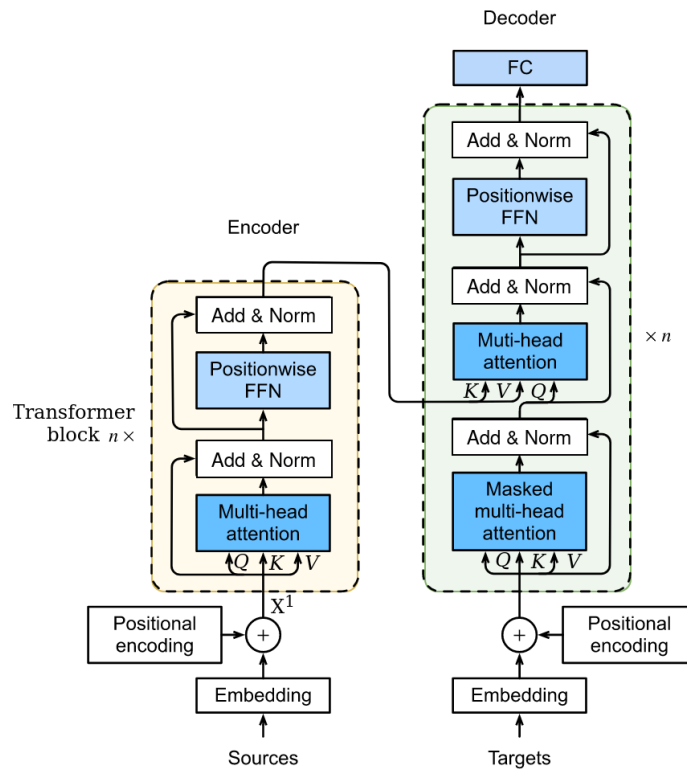 Decoder
FC
Add & Norm
Positionwise
FFN
Add & Norm
Muti-head
attention
K V Q
Add & Norm
Masked
multi-head
attention
Q K V
× n
Positional
encoding
+
Embedding
Targets
Encoder
Add & Norm
Positionwise
FFN
Transformer
block n ×
Add & Norm
Multi-head
attention
Q K V
X¹
Positional
encoding
+
Embedding
Sources